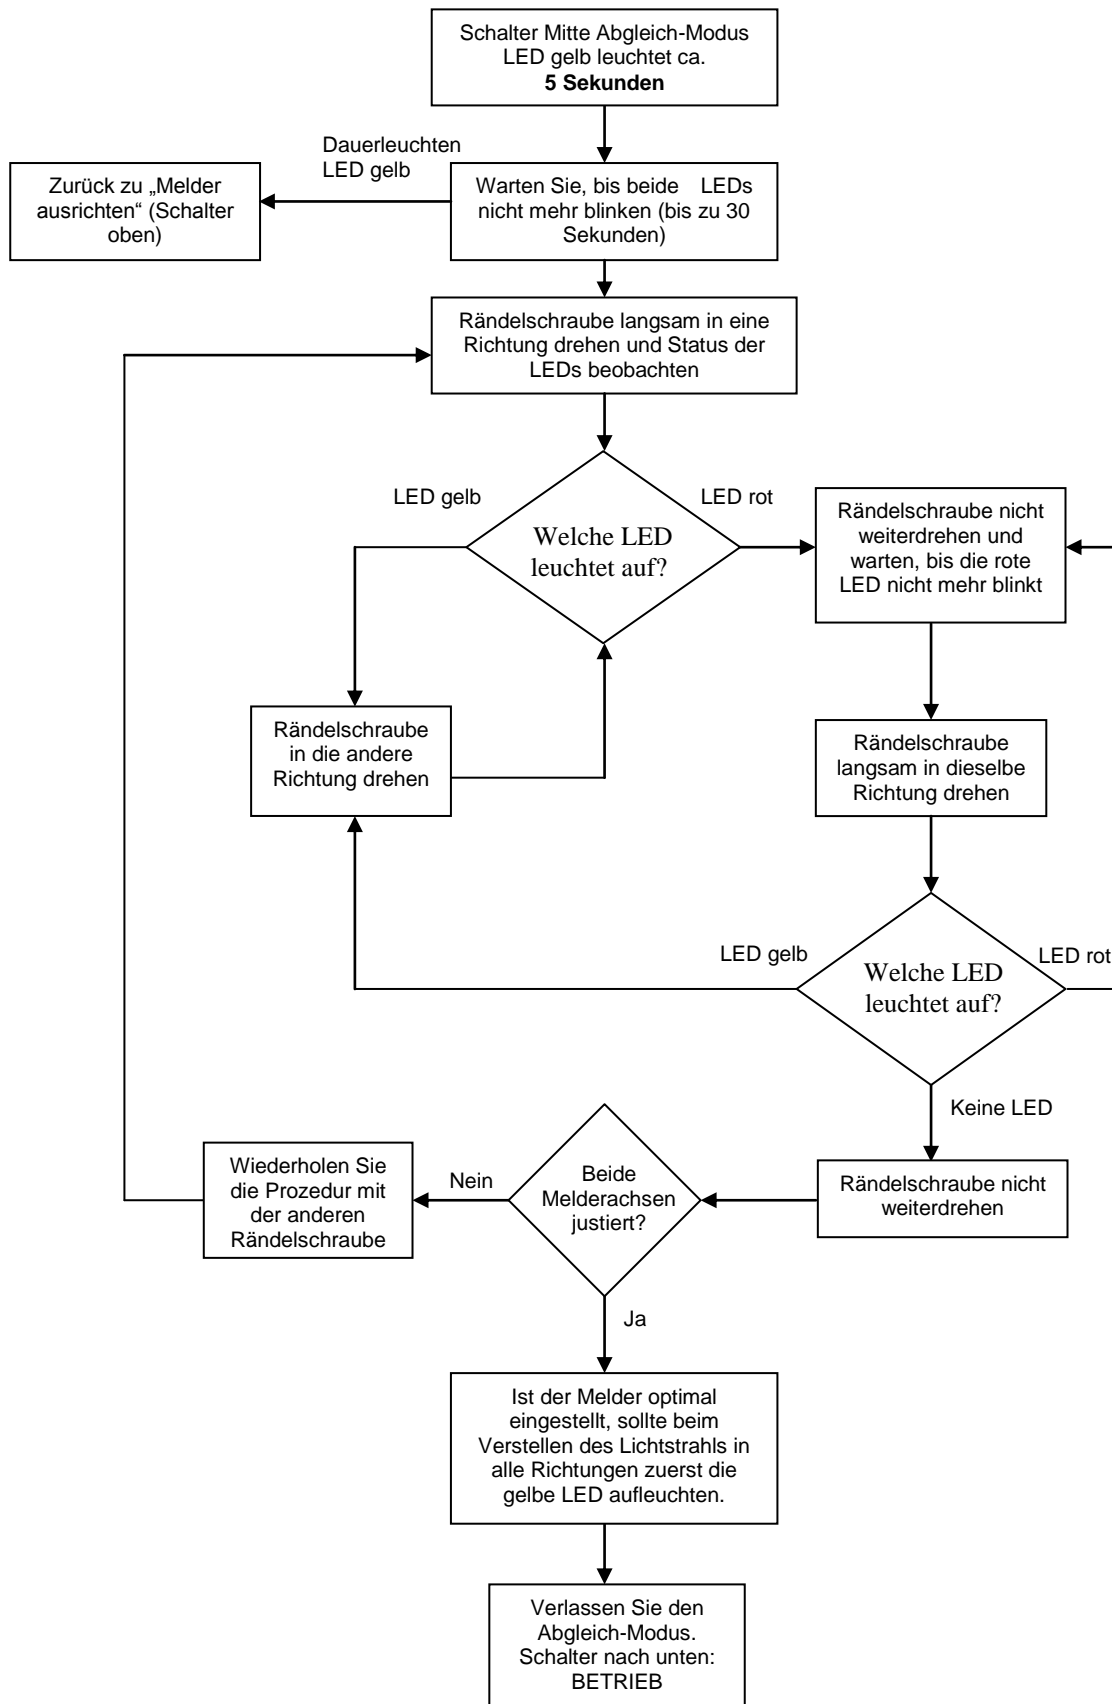 Schalter Mitte Abgleich-Modus
LED gelb leuchtet ca.
5 Sekunden
Dauerleuchten
LED gelb
Zurück zu „Melder
ausrichten“ (Schalter
oben)
Warten Sie, bis beide LEDs
nicht mehr blinken (bis zu 30
Sekunden)
Rändelschraube langsam in eine
Richtung drehen und Status der
LEDs beobachten
LED gelb
LED rot
Welche LED
leuchtet auf?
Rändelschraube nicht
weiterdrehen und
warten, bis die rote
LED nicht mehr blinkt
Rändelschraube
in die andere
Richtung drehen
Rändelschraube
langsam in dieselbe
Richtung drehen
LED gelb
LED rot
Welche LED
leuchtet auf?
Keine LED
Wiederholen Sie
die Prozedur mit
der anderen
Rändelschraube
Nein
Beide
Melderachsen
justiert?
Rändelschraube nicht
weiterdrehen
Ja
Ist der Melder optimal
eingestellt, sollte beim
Verstellen des Lichtstrahls in
alle Richtungen zuerst die
gelbe LED aufleuchten.
Verlassen Sie den
Abgleich-Modus.
Schalter nach unten:
BETRIEB